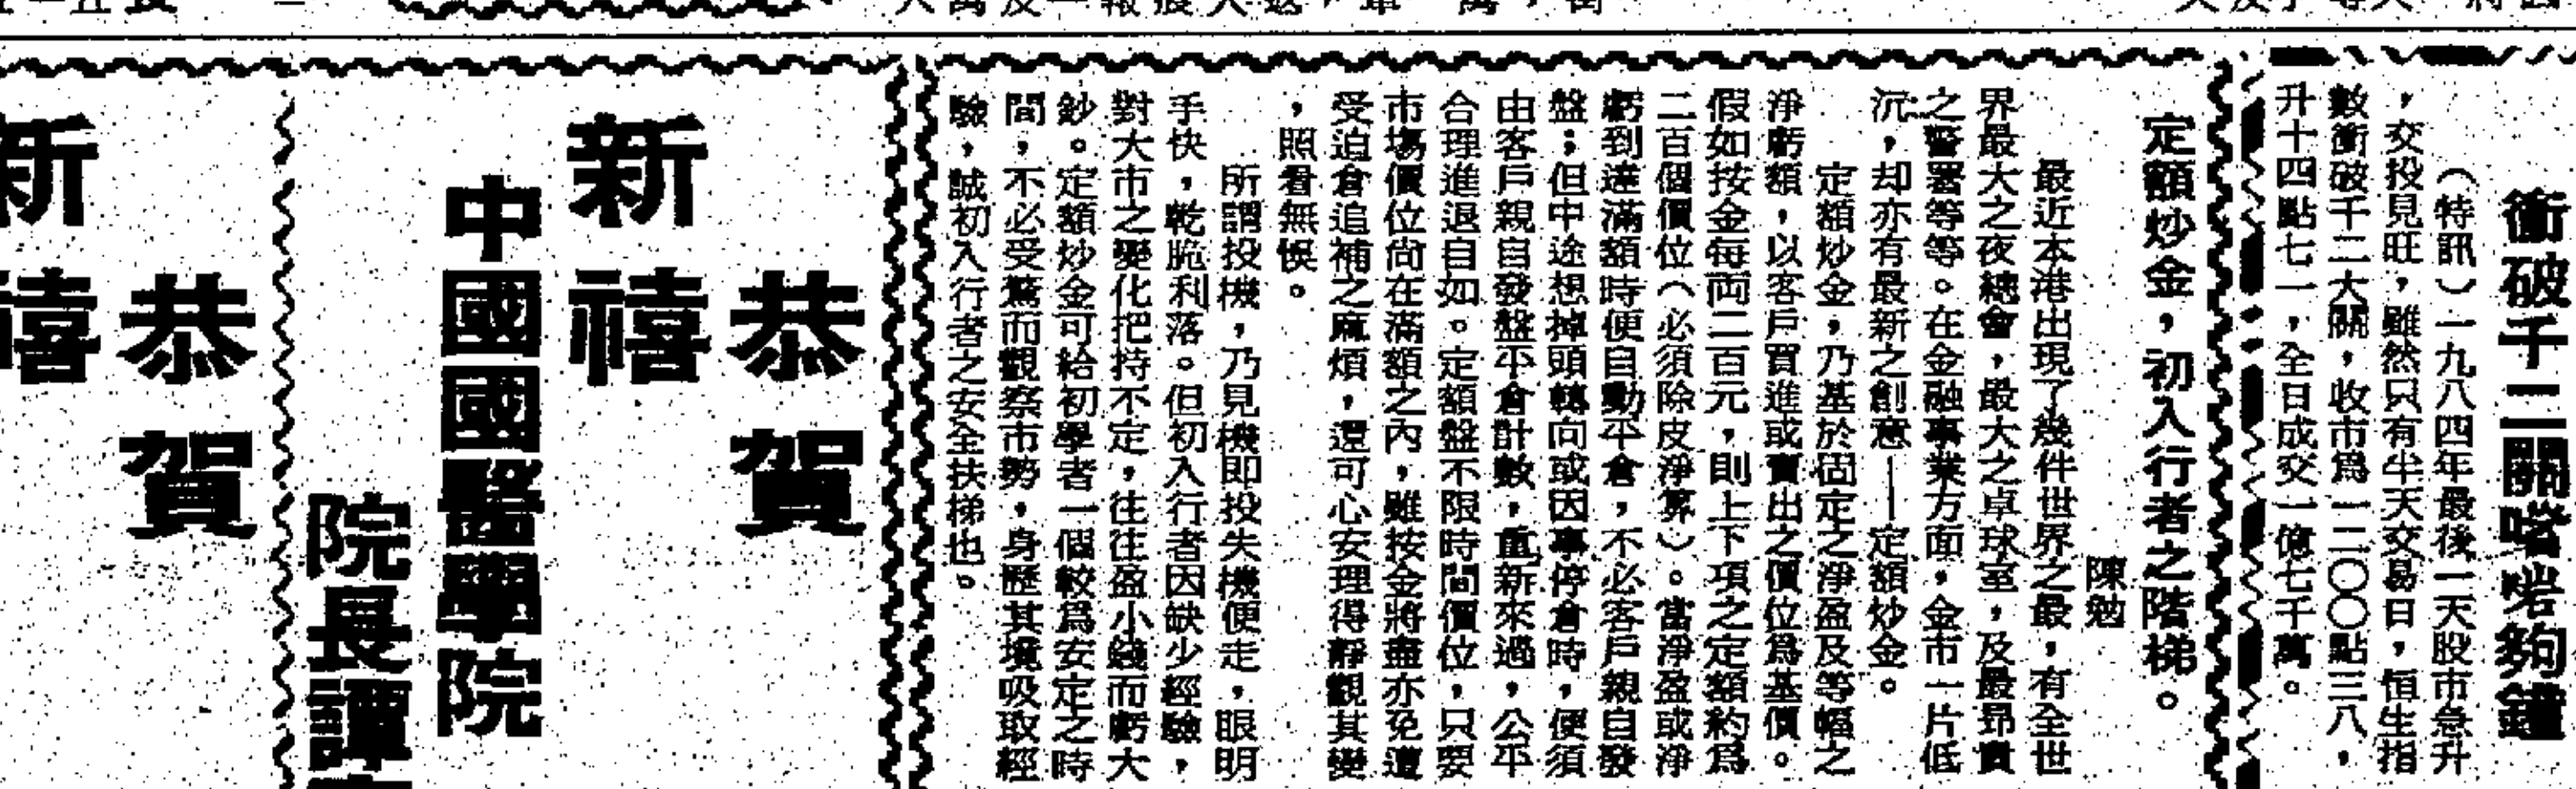 衝破千二關喏喏夠鐘
（特訊）一九八四年最後一天股市急升
，交投見旺，雖然只有半天交易日，恒生指
數衝破千二大關，收市爲一二〇〇點三八，
升十四點七一，全日成交一億七千萬。
定額炒金，初入行者之階梯。
陳勉
最近本港出現了幾件世界之最，有全世
界最大之夜總會，最大之卓球室，及最昂貴
之警署等等。在金融事業方面，金市一片低
沉，却亦有最新之創意——定額炒金。
定額炒金，乃基於固定之淨盈及等幅之
淨虧額，以客戶買進或賣出之價位爲基價。
假如按金每両二百元，則上下項之定額約爲
二百個價位（必須除皮淨算）。當淨盈或淨
虧到達滿額時便自動平倉，不必客戶親自發
盤；但中途想掉頭轉向或因事停倉時，便須
由客戶親自發盤平倉計數，重新來過，公平
合理進退自如。定額盤不限時間價位，只要
市場價位尚在滿額之內，雖按金將盡亦免遭
受迫倉追補之麻煩，還可心安理得靜觀其變
，照看無悞。
所謂投機，乃見機即投失機便走，眼明
手快，乾脆利落。但初入行者因缺少經驗，
對大市之變化把持不定，往往盈小錢而虧大
鈔。定額炒金可給初學者一個較爲安定之時
間，不必受驚而觀察市勢，身歷其境吸取經
驗，誠初入行者之安全扶梯也。
恭賀
新禧
中國國醫學院
院長譚
恭賀
新禧